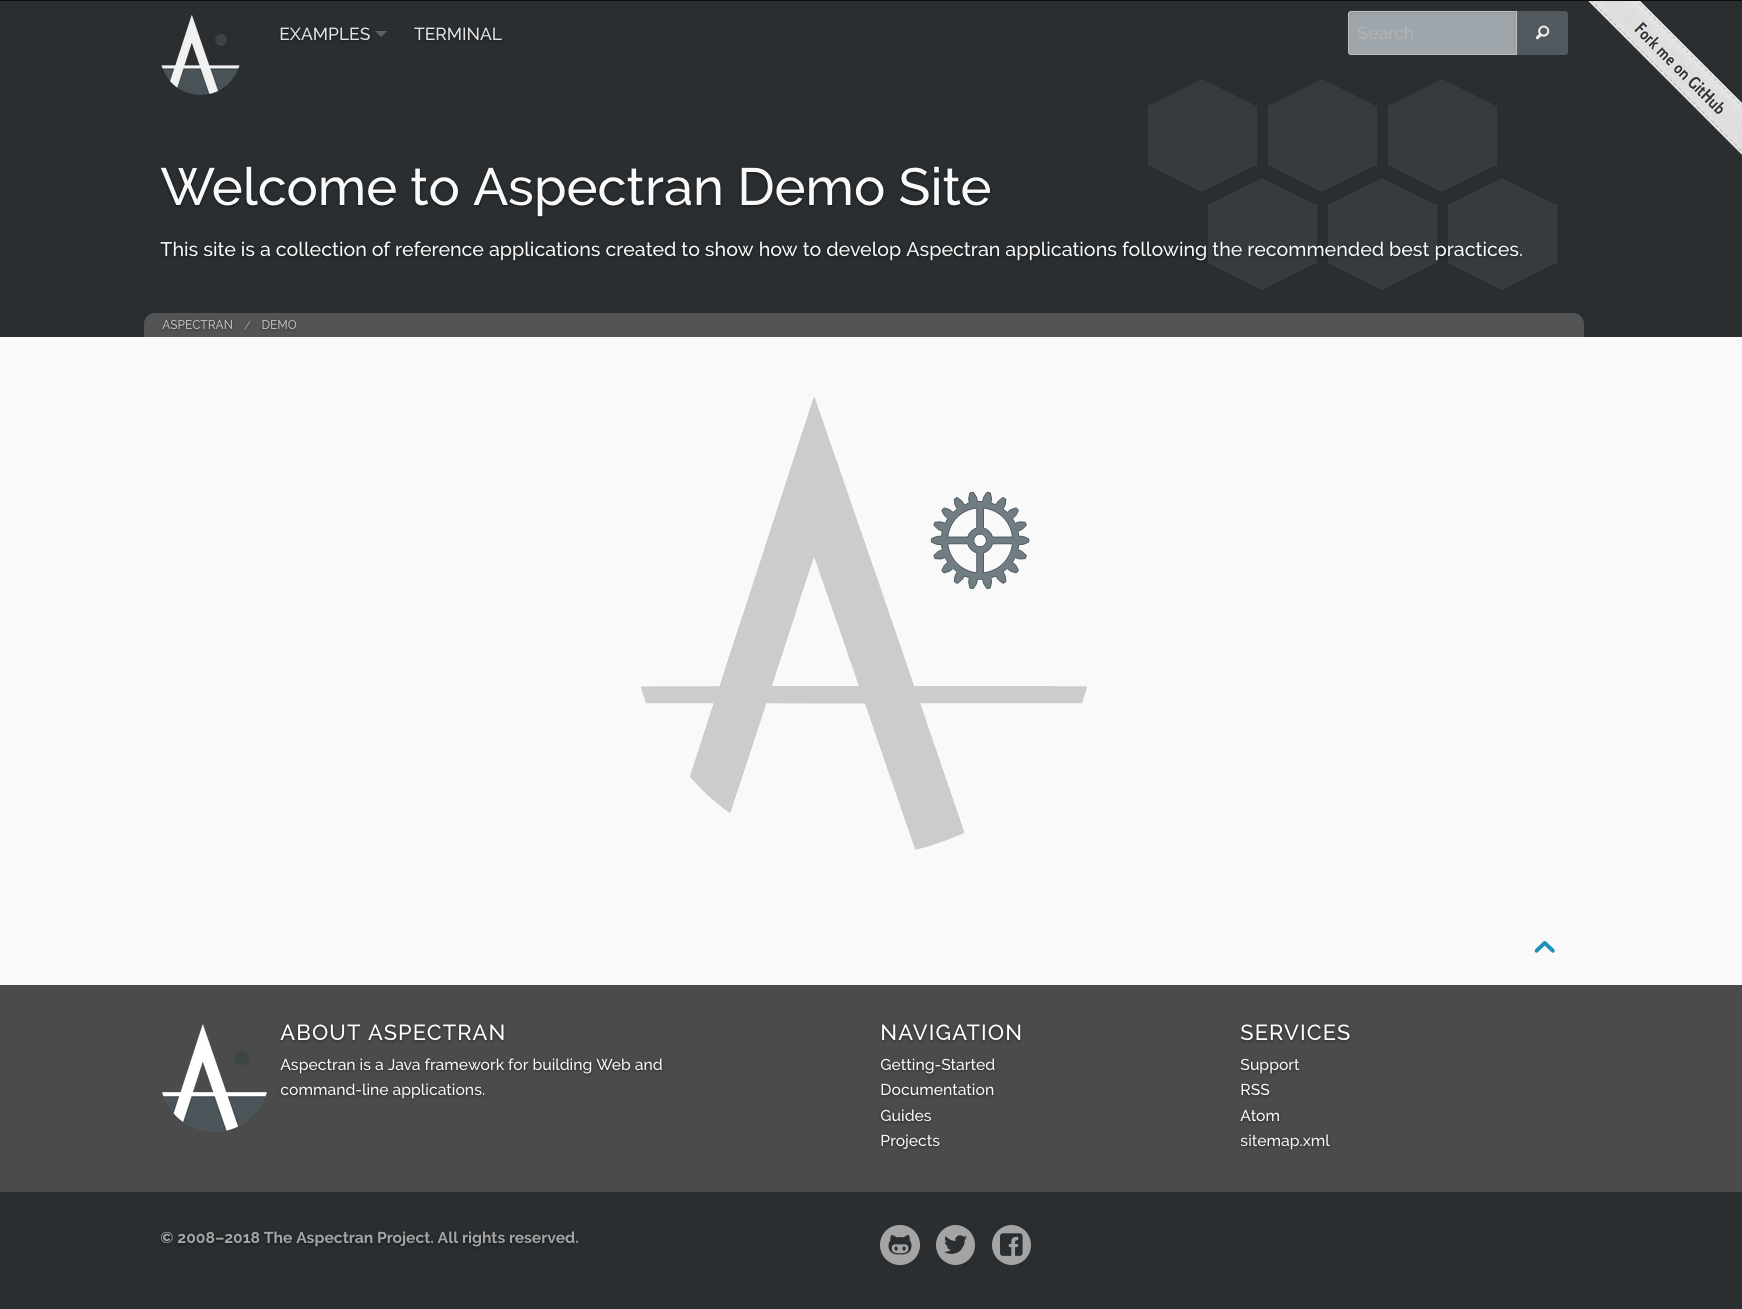 EXAMPLES
TERMINAL
Search
Fork me on GitHub
Welcome to Aspectran Demo Site
This site is a collection of reference applications created to show how to develop Aspectran applications following the recommended best practices.
ASPECTRAN / DEMO
ABOUT ASPECTRAN
Aspectran is a Java framework for building Web and
command-line applications.
NAVIGATION
Getting-Started
Documentation
Guides
Projects
SERVICES
Support
RSS
Atom
sitemap.xml
© 2008–2018 The Aspectran Project. All rights reserved.